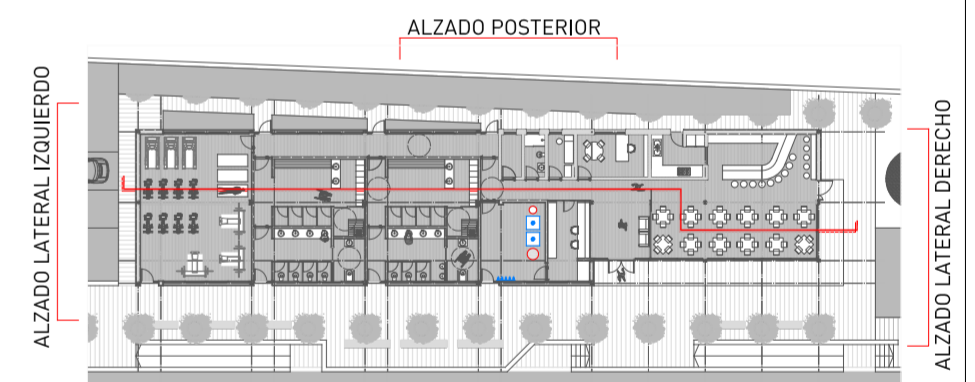 ALZADO POSTERIOR
ALZADO LATERAL IZQUIERDO
ALZADO LATERAL DERECHO